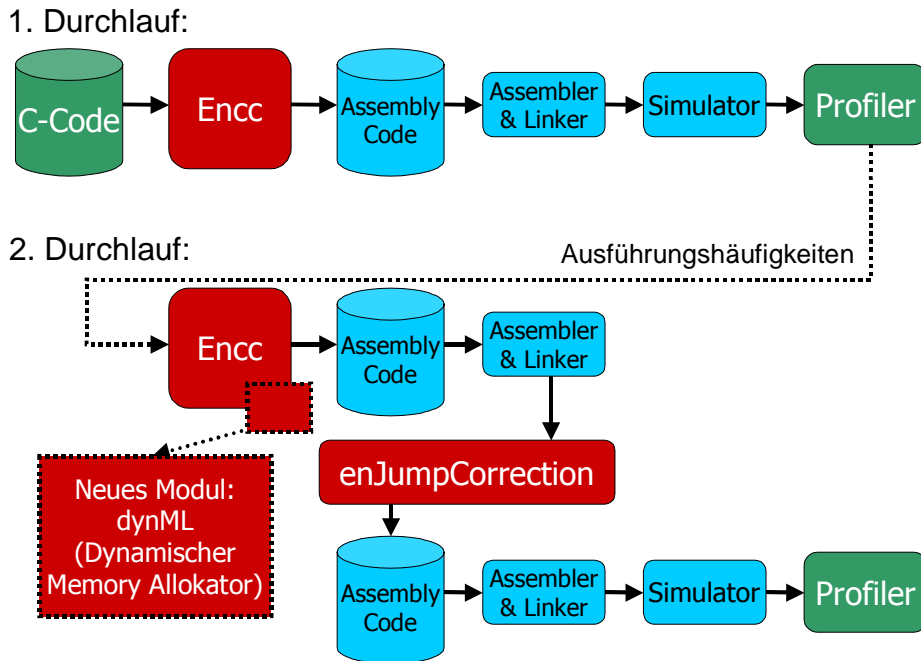 1. Durchlauf:
C-Code
Encc
Assembly
Code
Assembler
& Linker
Simulator
Profiler
2. Durchlauf:
Ausführungshäufigkeiten
Encc
Assembly
Code
Assembler
& Linker
enJumpCorrection
Neues Modul:
dynML
(Dynamischer
Memory Allokator)
Assembly
Code
Assembler
& Linker
Simulator
Profiler